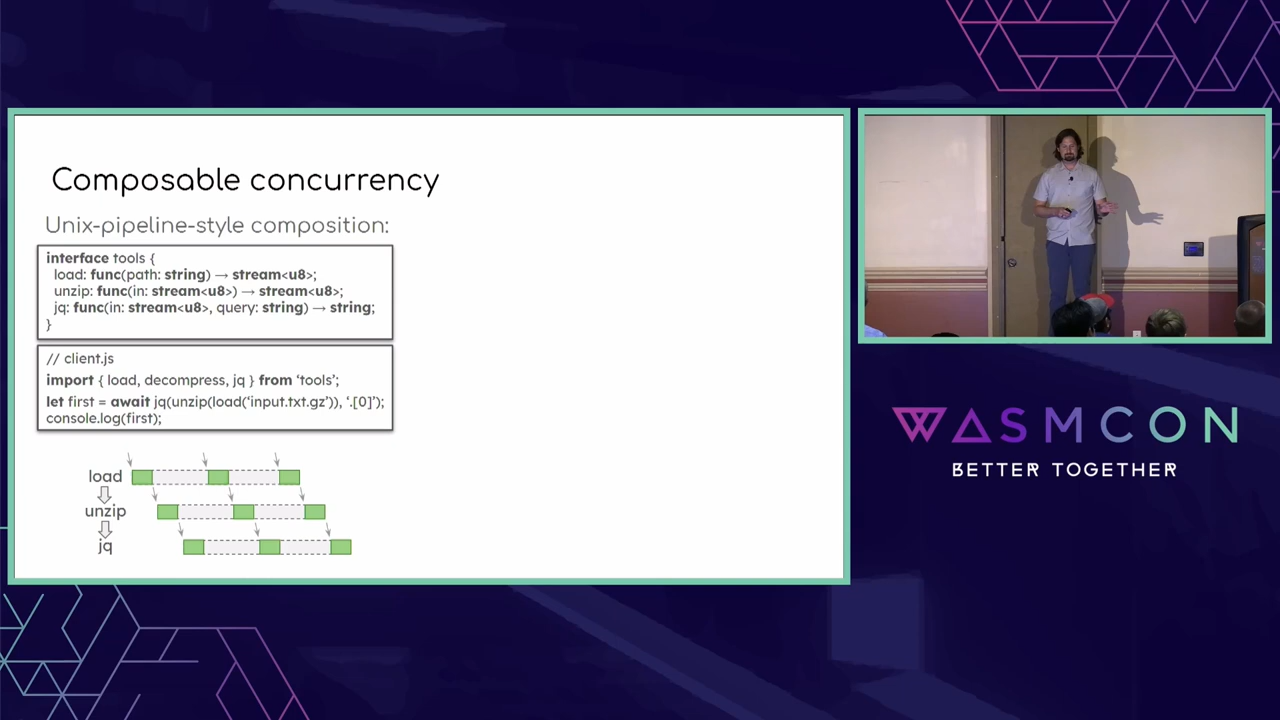 Composable concurrency
Unix-pipeline-style composition:
interface tools {
load: func(path: string) → stream<u8>;
unzip: func(in: stream<u8>) → stream<u8>;
jq: func(in: stream<u8>, query: string) → string;
}
// client.js
import { load, decompress, jq } from ‘tools’;
let first = await jq(unzip(load(‘input.txt.gz’)), ‘.[0]’);
console.log(first);
load
unzip
jq
WASMCON
BETTER TOGETHER